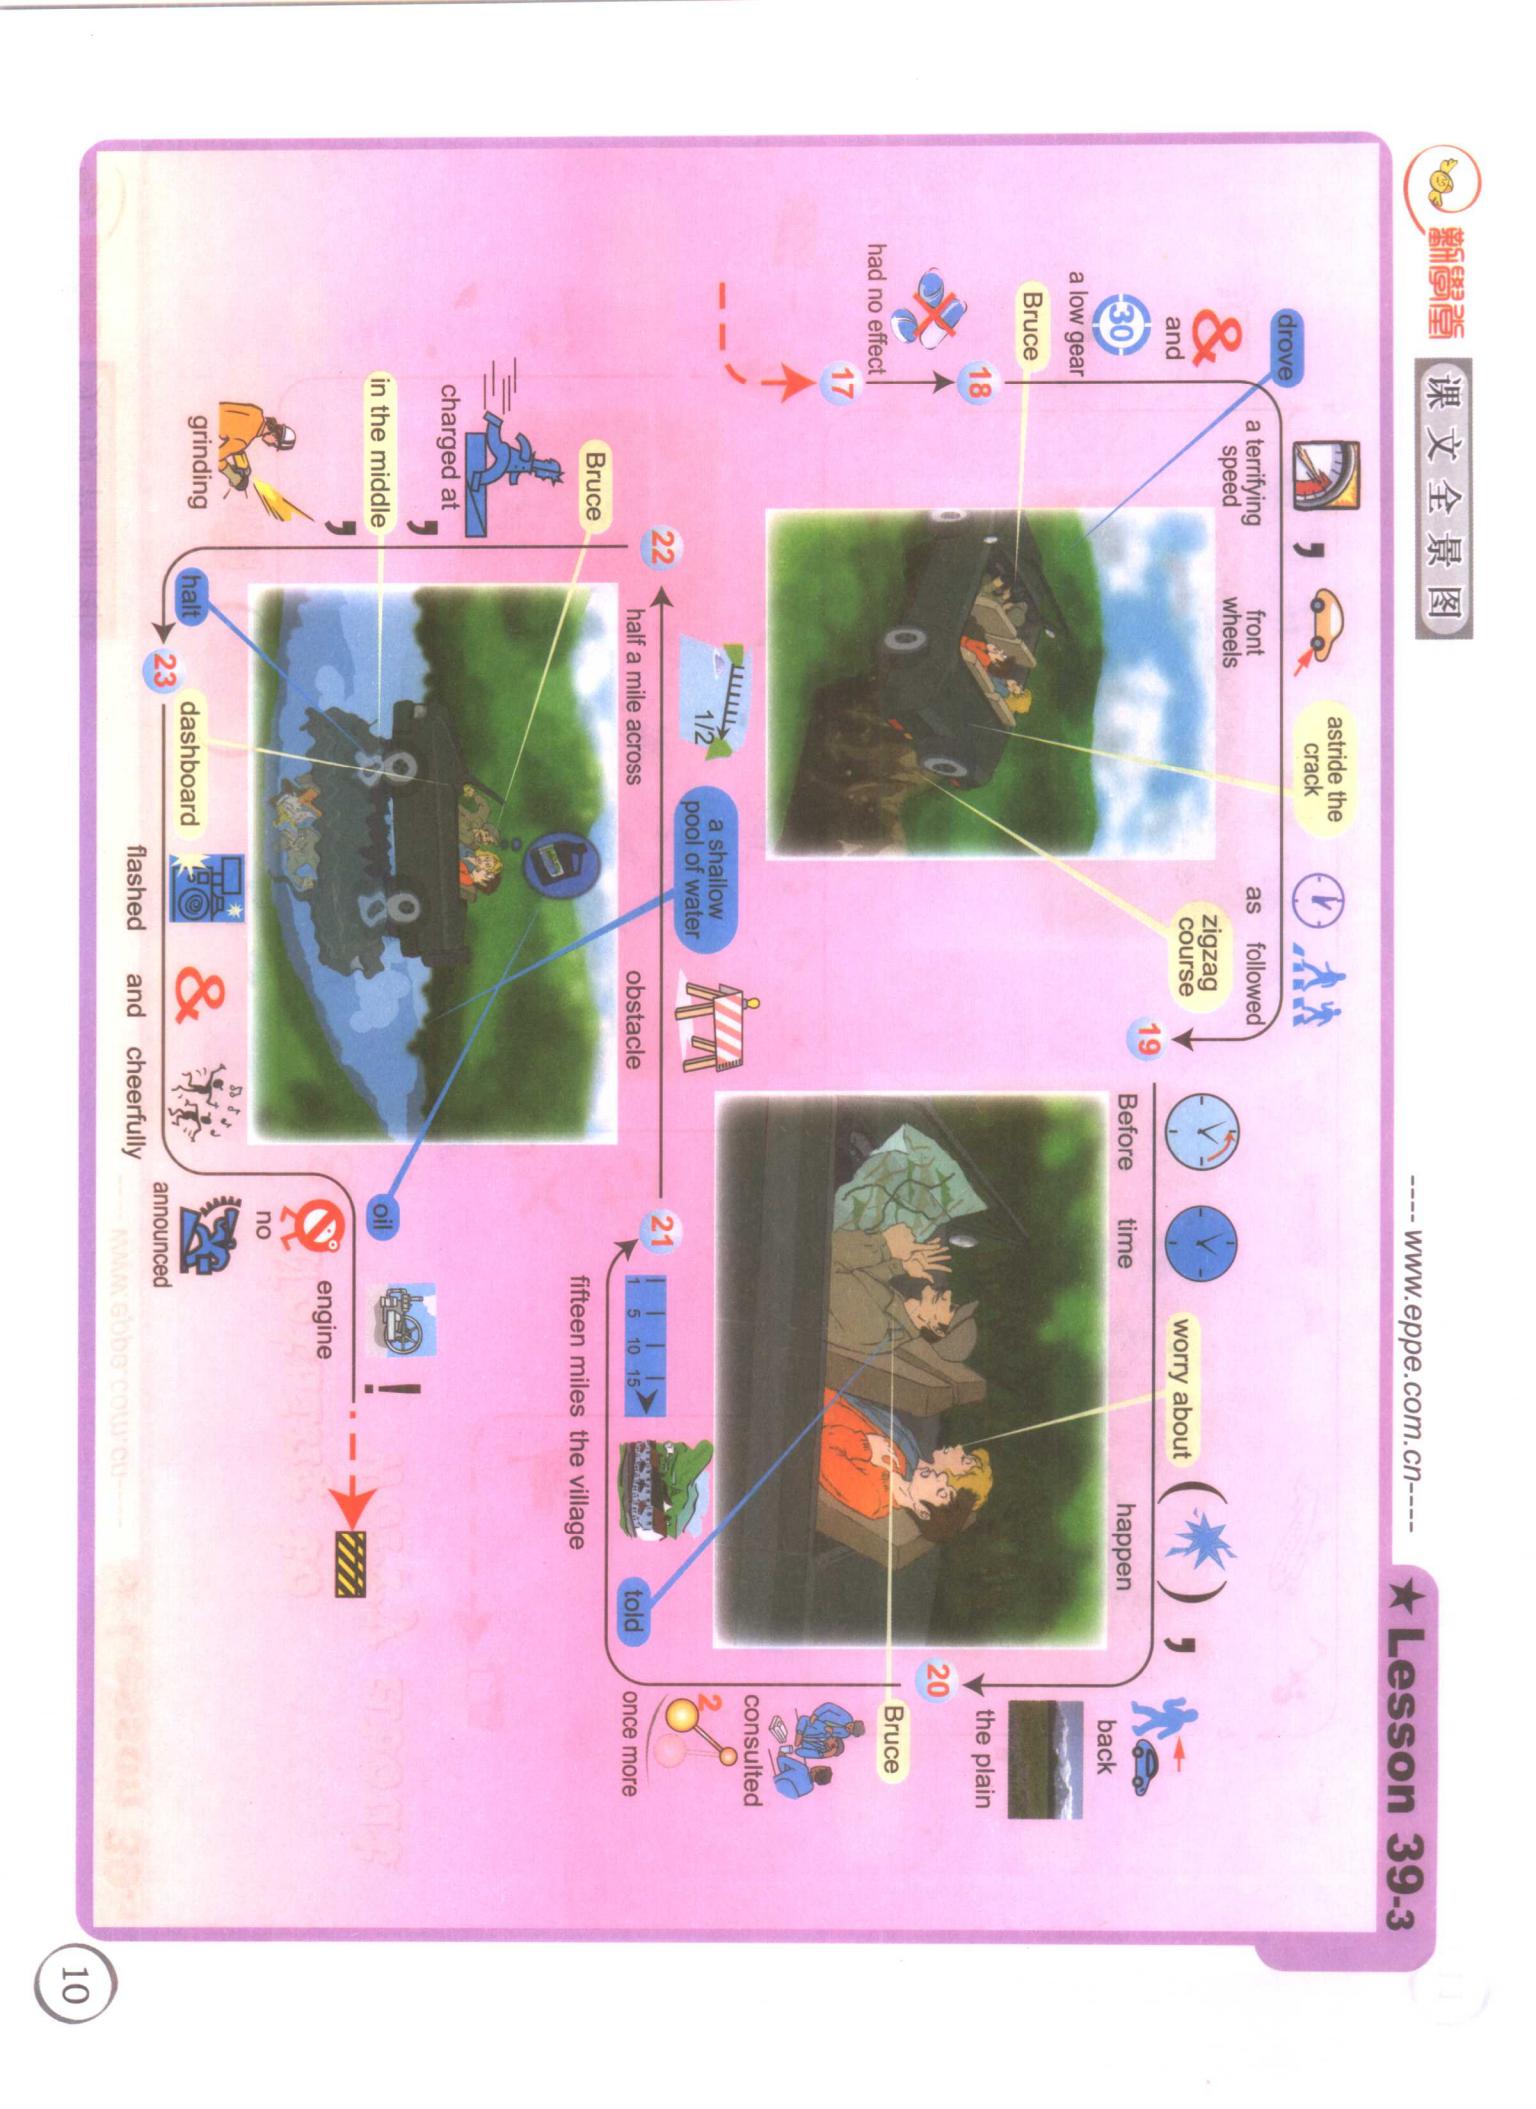 新學堂
课文全景图
---- www.eppe.com.cn----
★ Lesson 39-3
17
had no effect
18
Bruce
30
a low gear
&
and
drove
a terrifying
speed
,
front
wheels
astride the
crack
as followed
zigzag
course
19
Before
time
worry about
(
happen
)
,
back
the plain
20
Bruce
consulted
2
once more
told
the village
fifteen miles
1 5 10 15
21
obstacle
a shallow
pool of water
1/2
half a mile across
22
Bruce
charged at
,
in the middle
,
grinding
halt
23
dashboard
flashed
&
and
cheerfully
announced
no
oil
engine
!
10